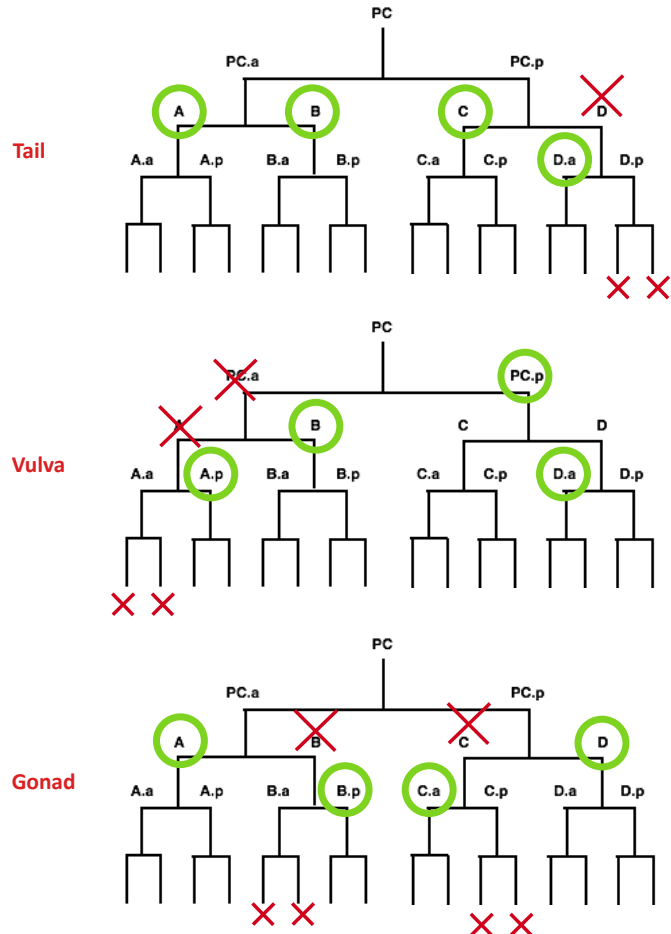 PC
PC.a PC.p
A B C D
Tail
A.a A.p B.a B.p C.a C.p D.a D.p
PC
PC.a PC.p
A B C D
Vulva
A.a A.p B.a B.p C.a C.p D.a D.p
PC
PC.a PC.p
A B C D
Gonad
A.a A.p B.a B.p C.a C.p D.a D.p